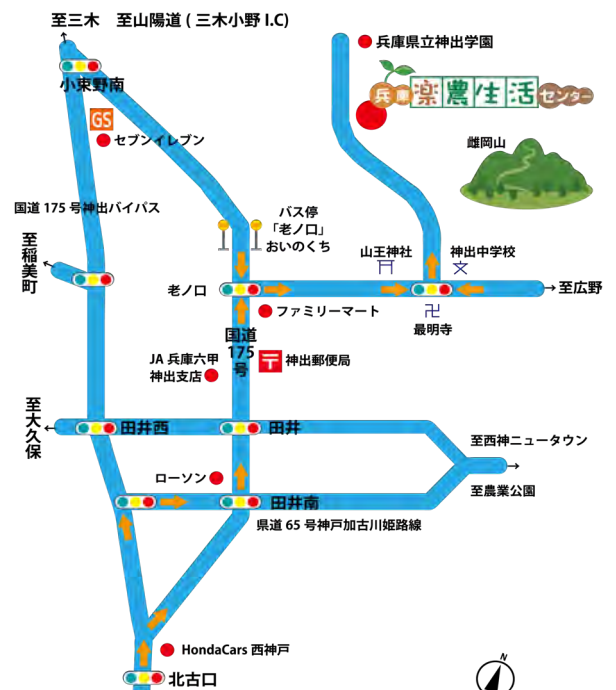 至三木 至山陽道 ( 三木小野 I.C)
兵庫県立神出学園
小束野南
兵庫楽農生活センター
GS
セブンイレブン
雌岡山
国道 175 号神出バイパス
バス停
「老ノ口」
おいのくち
至稲美町
山王神社
神出中学校
文
老ノ口
至広野
ファミリーマート
最明寺
国道
175
号
JA 兵庫六甲
神出支店
神出郵便局
至大久保
田井西
田井
至西神ニュータウン
ローソン
至農業公園
田井南
県道 65 号神戸加古川姫路線
HondaCars 西神戸
北古口
N